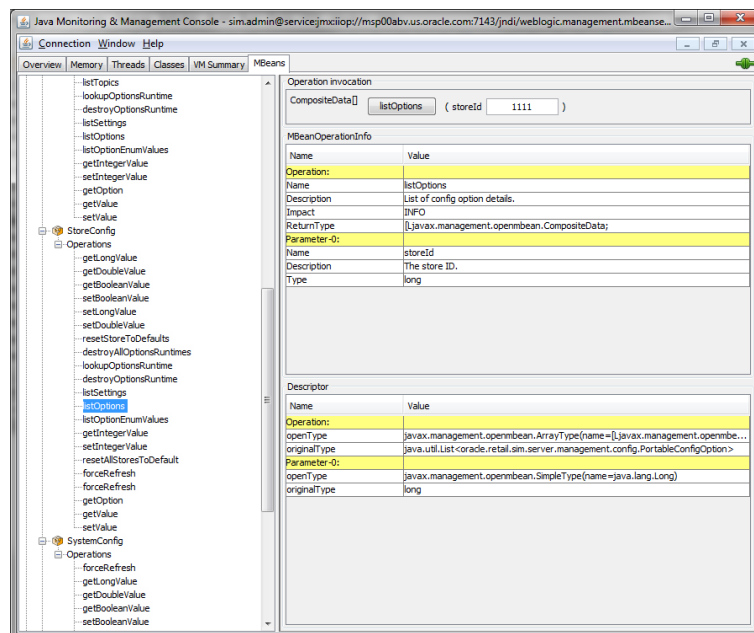 Java Monitoring & Management Console - sim.admin@service:jmx:iiop://msp00abv.us.oracle.com:7143/jndi/weblogic.management.mbeanse...
Connection Window Help
Overview Memory Threads Classes VM Summary MBeans
listTopics
lookupOptionsRuntime
destroyOptionsRuntime
listSettings
listOptions
listOptionEnumValues
getIntegerValue
setIntegerValue
getOption
getValue
setValue
StoreConfig
Operations
getLongValue
getDoubleValue
getBooleanValue
setBooleanValue
setLongValue
setDoubleValue
resetStoreToDefaults
destroyAllOptionsRuntimes
lookupOptionsRuntime
destroyOptionsRuntime
listSettings
listOptions
listOptionEnumValues
getIntegerValue
setIntegerValue
resetAllStoresToDefault
forceRefresh
forceRefresh
getOption
getValue
setValue
SystemConfig
Operations
forceRefresh
getLongValue
getDoubleValue
getBooleanValue
setBooleanValue
Operation invocation
CompositeData[] listOptions ( storeId 1111 )
MBeanOperationInfo
Name Value
Operation:
Name listOptions
Description List of config option details.
Impact INFO
ReturnType [Ljavax.management.openmbean.CompositeData;
Parameter-0:
Name storeId
Description The store ID.
Type long
Descriptor
Name Value
Operation:
openType javax.management.openmbean.ArrayType(name=[Ljavax.management.openmbe...
originalType java.util.List<oracle.retail.sim.server.management.config.PortableConfigOption>
Parameter-0:
openType javax.management.openmbean.SimpleType(name=java.lang.Long)
originalType long